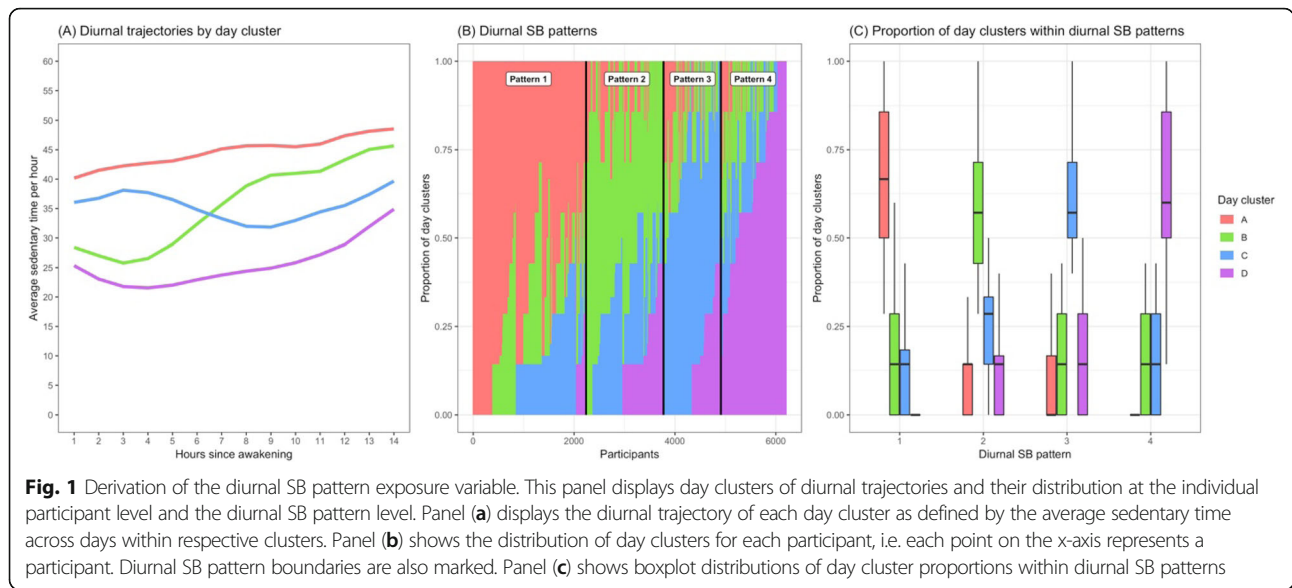 (A) Diurnal trajectories by day cluster
60
55
50
45
40
35
30
25
20
15
10
5
0
Average sedentary time per hour
1 2 3 4 5 6 7 8 9 10 11 12 13 14
Hours since awakening
(B) Diurnal SB patterns
1.00
0.75
0.50
0.25
0.00
Proportion of day clusters
Pattern 1 Pattern 2 Pattern 3 Pattern 4
0 2000 4000 6000
Participants
(C) Proportion of day clusters within diurnal SB patterns
1.00
0.75
0.50
0.25
0.00
Proportion of day clusters
1 2 3 4
Diurnal SB pattern
Day cluster
A
B
C
D
Fig. 1 Derivation of the diurnal SB pattern exposure variable. This panel displays day clusters of diurnal trajectories and their distribution at the individual
participant level and the diurnal SB pattern level. Panel (a) displays the diurnal trajectory of each day cluster as defined by the average sedentary time
across days within respective clusters. Panel (b) shows the distribution of day clusters for each participant, i.e. each point on the x-axis represents a
participant. Diurnal SB pattern boundaries are also marked. Panel (c) shows boxplot distributions of day cluster proportions within diurnal SB patterns